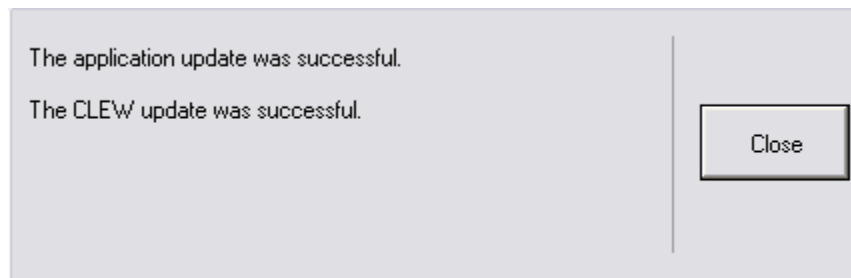 The application update was successful.
The CLEW update was successful.
Close